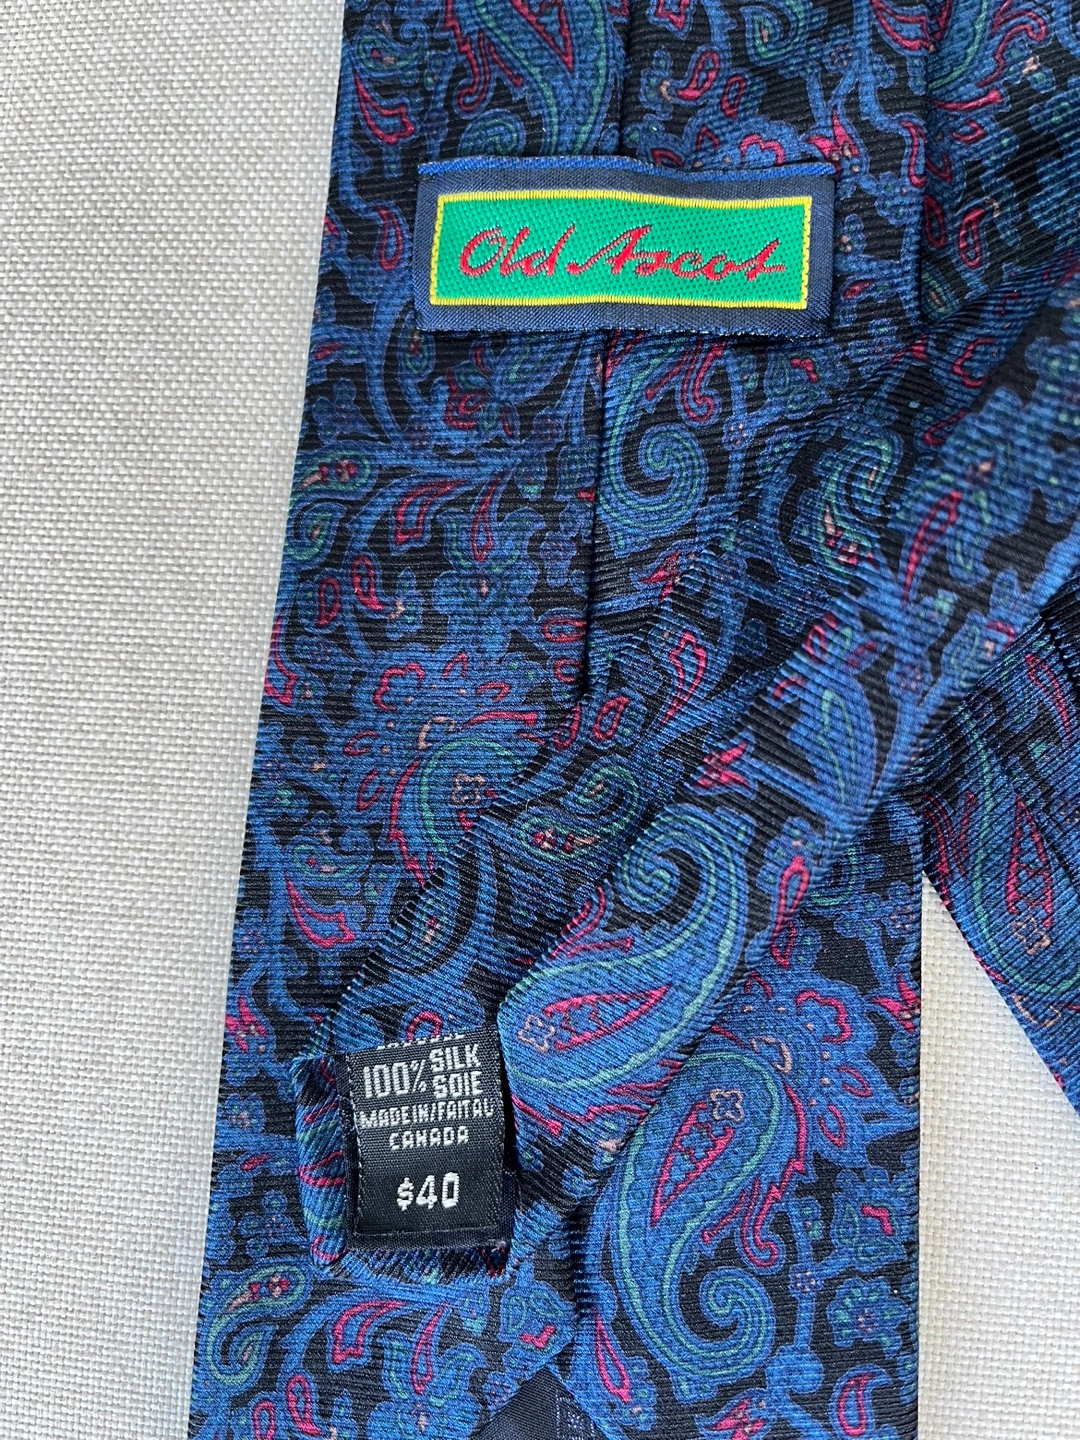 Old Ascot
100% SILK
SOIE
MADE IN/FAIT AU
CANADA
$40